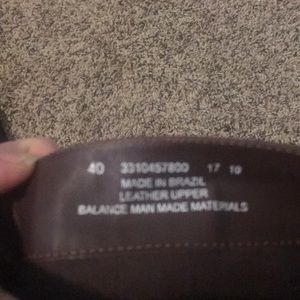 40 3310457800 17 10
MADE IN BRAZIL
LEATHER UPPER
BALANCE MAN MADE MATERIALS